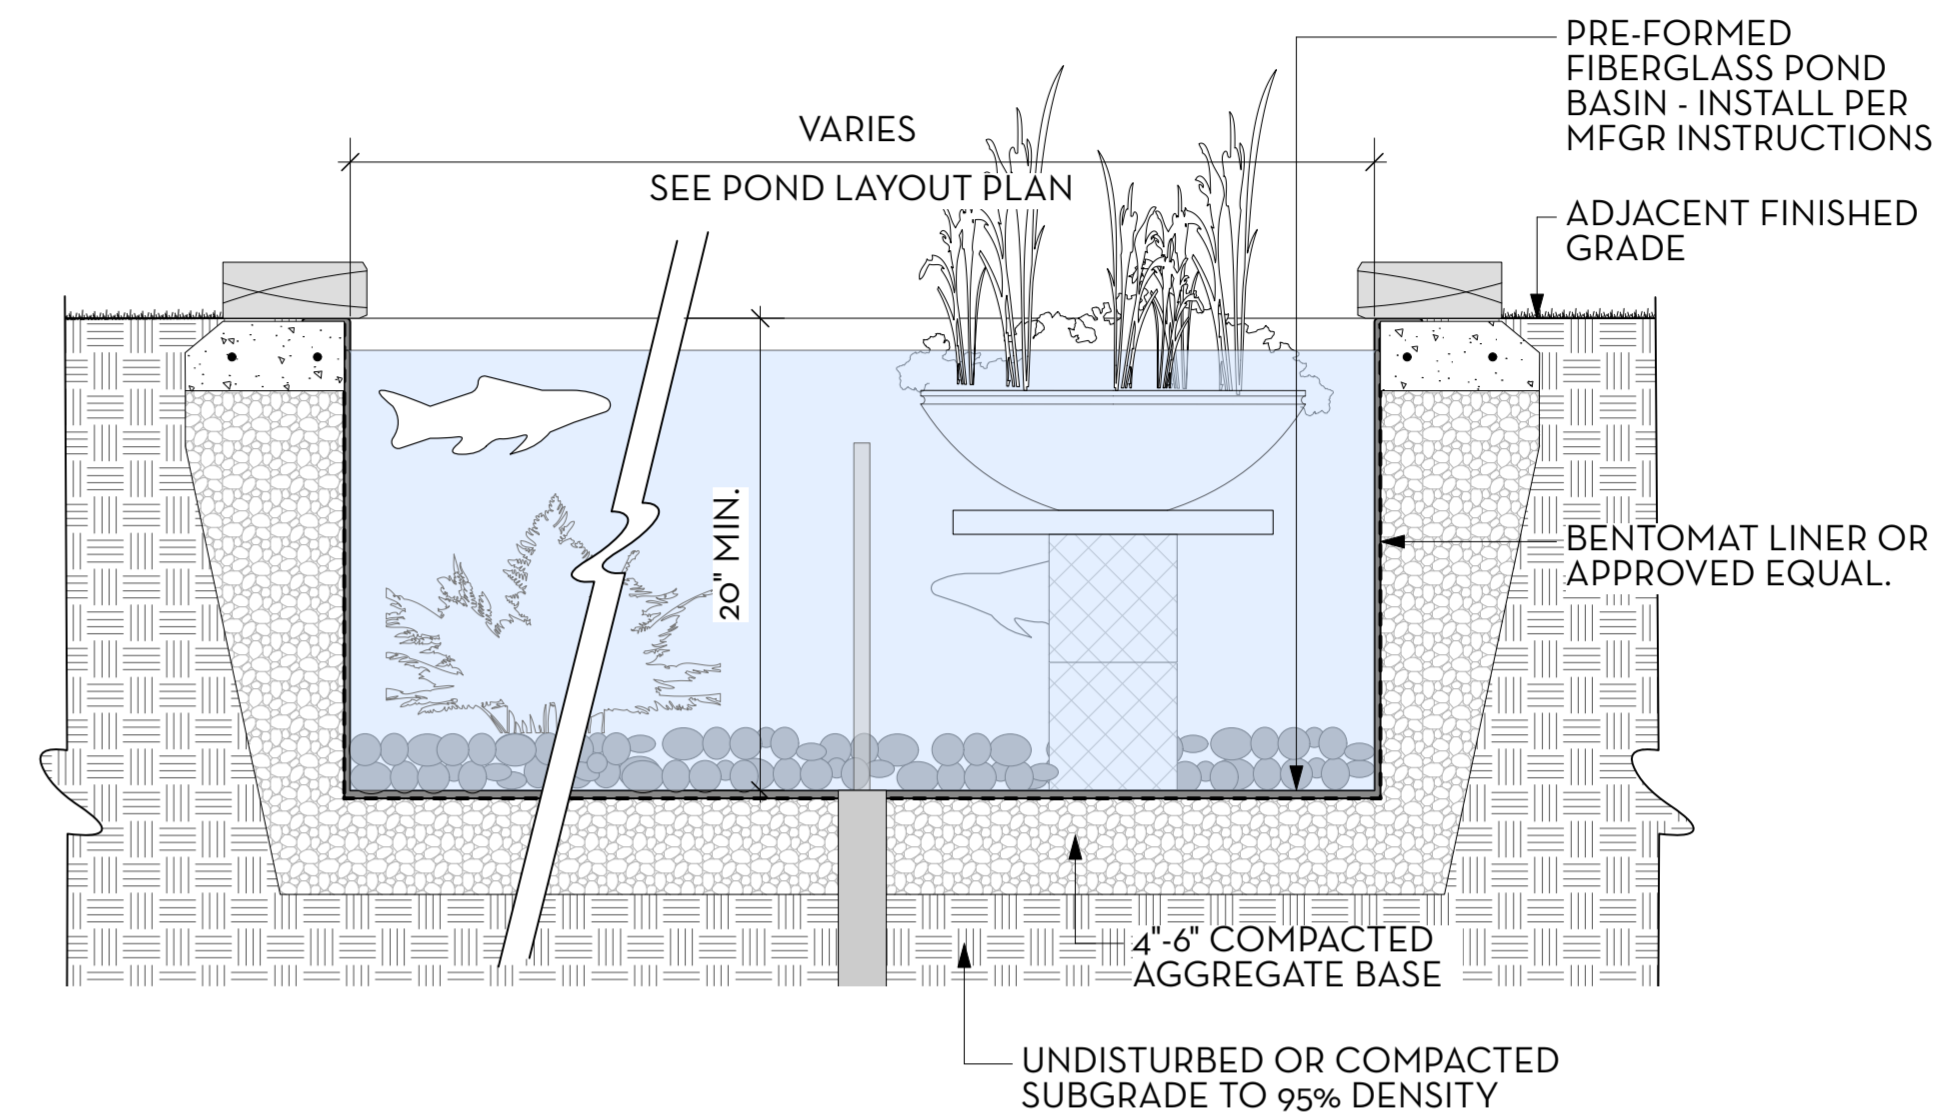 PRE-FORMED
FIBERGLASS POND
BASIN - INSTALL PER
MFGR INSTRUCTIONS
VARIES
SEE POND LAYOUT PLAN
ADJACENT FINISHED
GRADE
20" MIN.
BENTOMAT LINER OR
APPROVED EQUAL.
4"-6" COMPACTED
AGGREGATE BASE
UNDISTURBED OR COMPACTED
SUBGRADE TO 95% DENSITY